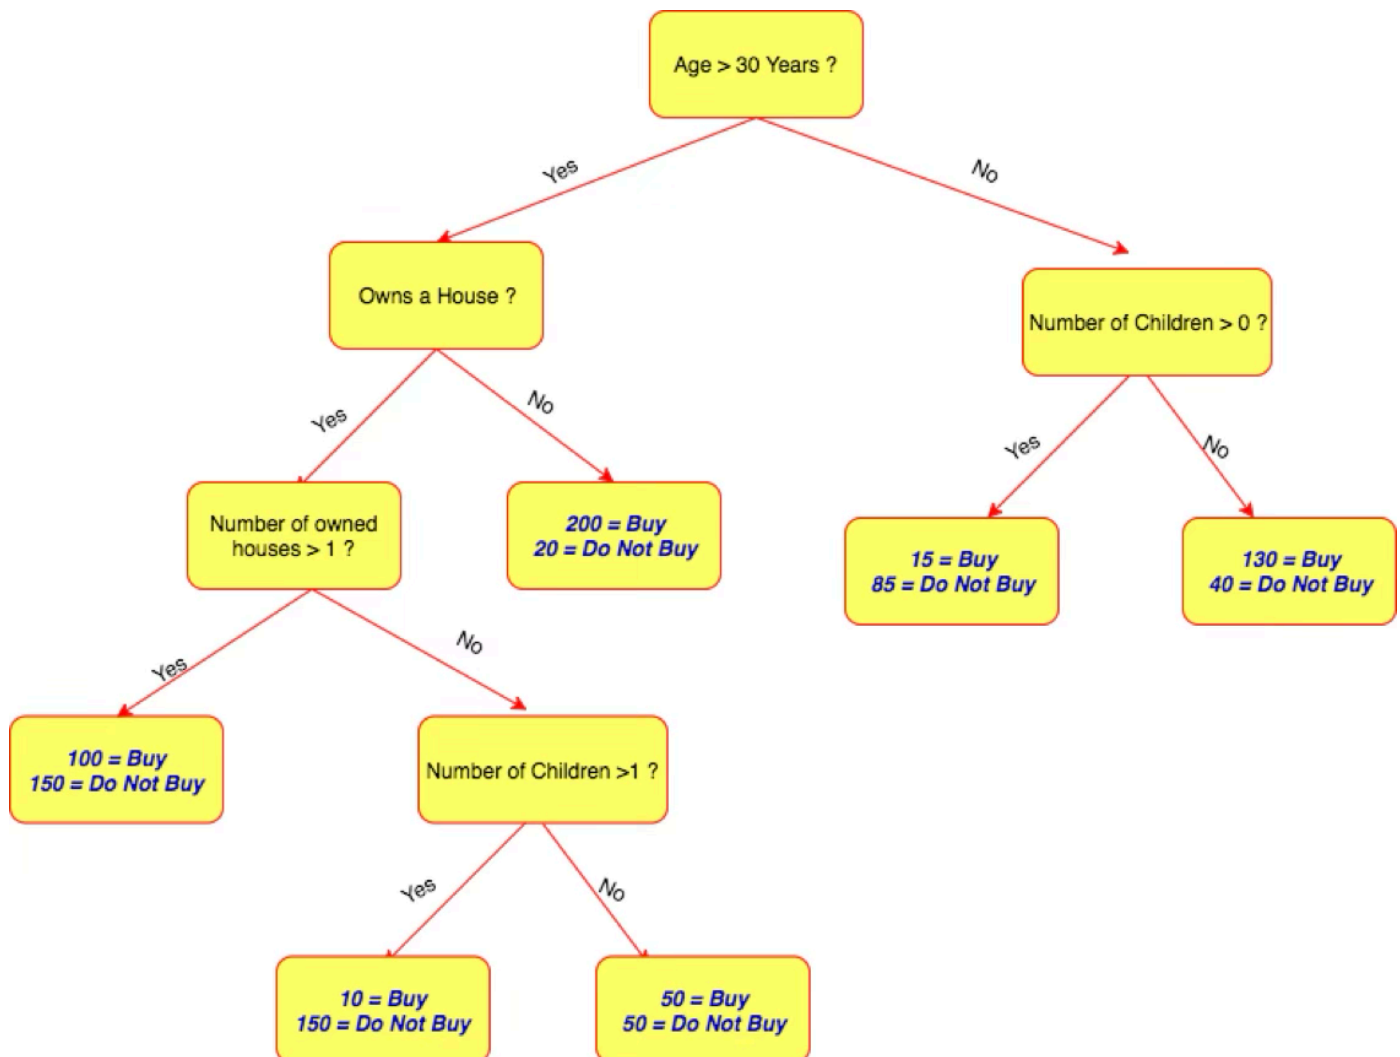 Age > 30 Years ?
Yes
No
Owns a House ?
Number of Children > 0 ?
Yes
No
Yes
No
Number of owned
houses > 1 ?
200 = Buy
20 = Do Not Buy
15 = Buy
85 = Do Not Buy
130 = Buy
40 = Do Not Buy
Yes
No
100 = Buy
150 = Do Not Buy
Number of Children >1 ?
Yes
No
10 = Buy
150 = Do Not Buy
50 = Buy
50 = Do Not Buy